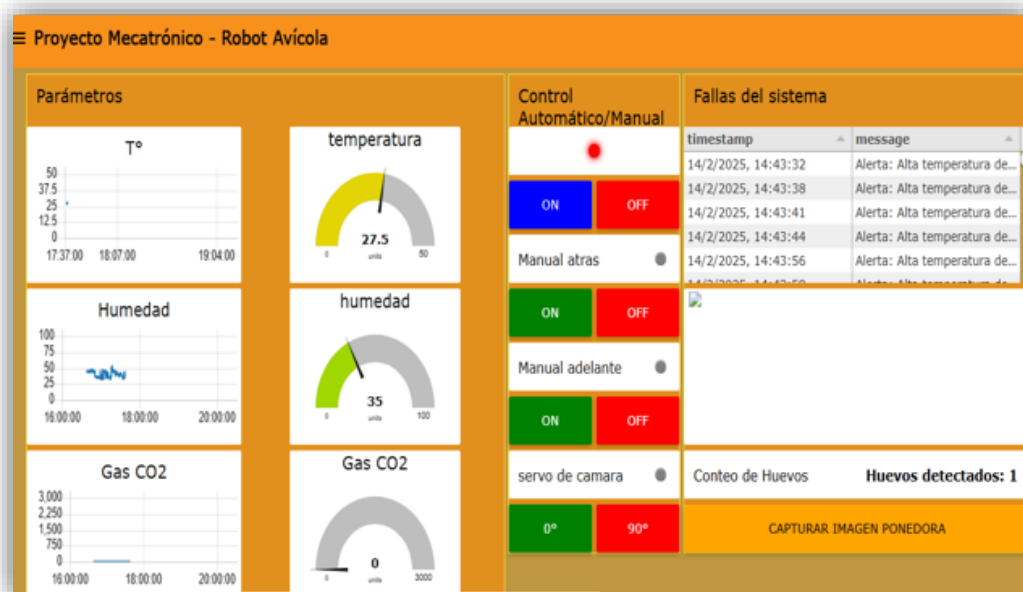 Proyecto Mecatrónico - Robot Avícola
Parámetros
T°
50
37.5
25
12.5
0
17:37:00 18:07:00 19:04:00
temperatura
27.5
units
0 50
Humedad
100
75
50
25
0
16:00:00 18:00:00 20:00:00
humedad
35
units
0 100
Gas CO2
3,000
2,250
1,500
750
0
16:00:00 18:00:00 20:00:00
Gas CO2
0
units
0 3000
Control
Automático/Manual
ON OFF
Manual atras
ON OFF
Manual adelante
ON OFF
servo de camara
0° 90°
Fallas del sistema
timestamp message
14/2/2025, 14:43:32 Alerta: Alta temperatura de...
14/2/2025, 14:43:38 Alerta: Alta temperatura de...
14/2/2025, 14:43:41 Alerta: Alta temperatura de...
14/2/2025, 14:43:44 Alerta: Alta temperatura de...
14/2/2025, 14:43:56 Alerta: Alta temperatura de...
Conteo de Huevos Huevos detectados: 1
CAPTURAR IMAGEN PONEDORA